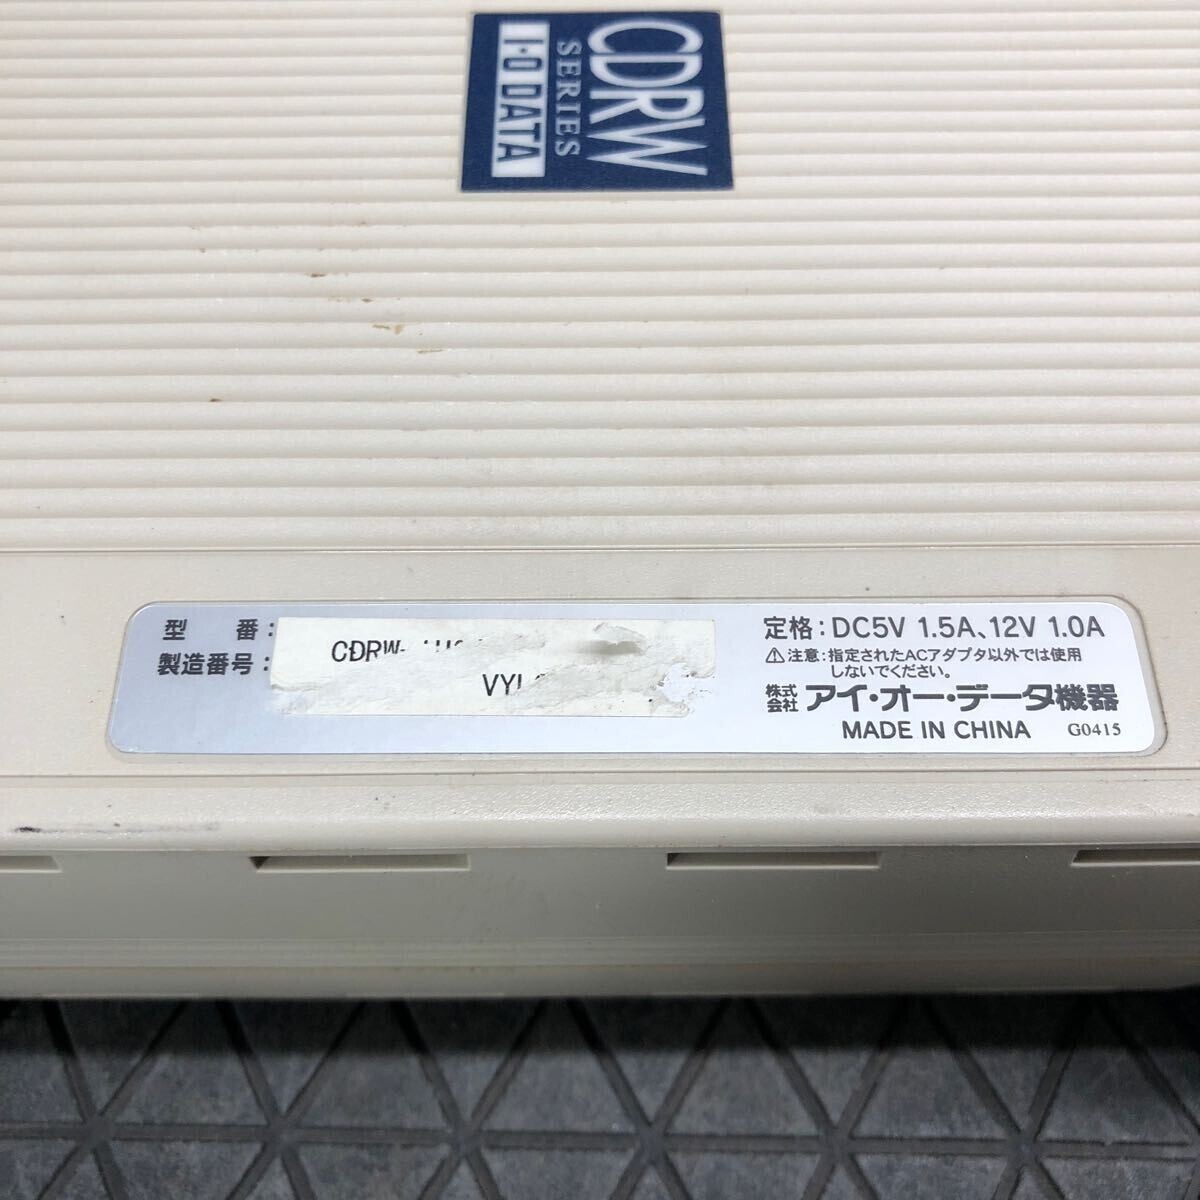 CDRW
SERIES
I·O DATA
型 番:
CDRW-
製造番号:
定格:DC5V 1.5A、12V 1.0A
⚠注意:指定されたACアダプタ以外では使用
しないでください。
株式会社 アイ・オー・データ機器
MADE IN CHINA G0415